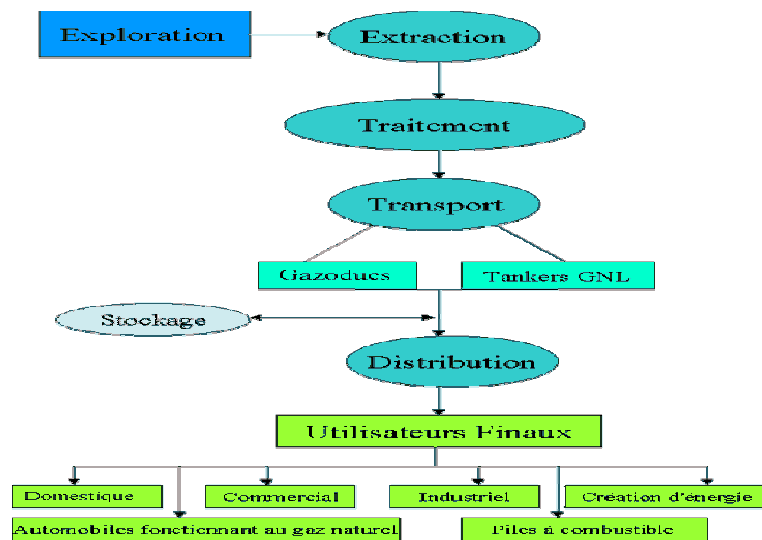 Exploration
Extraction
Traitement
Transport
Gazoducs
Tankers GNL
Stockage
Distribution
Utilisateurs Finaux
Domestique
Commercial
Industriel
Création d'énergie
Automobiles fonctionnant au gaz naturel
Piles à combustible